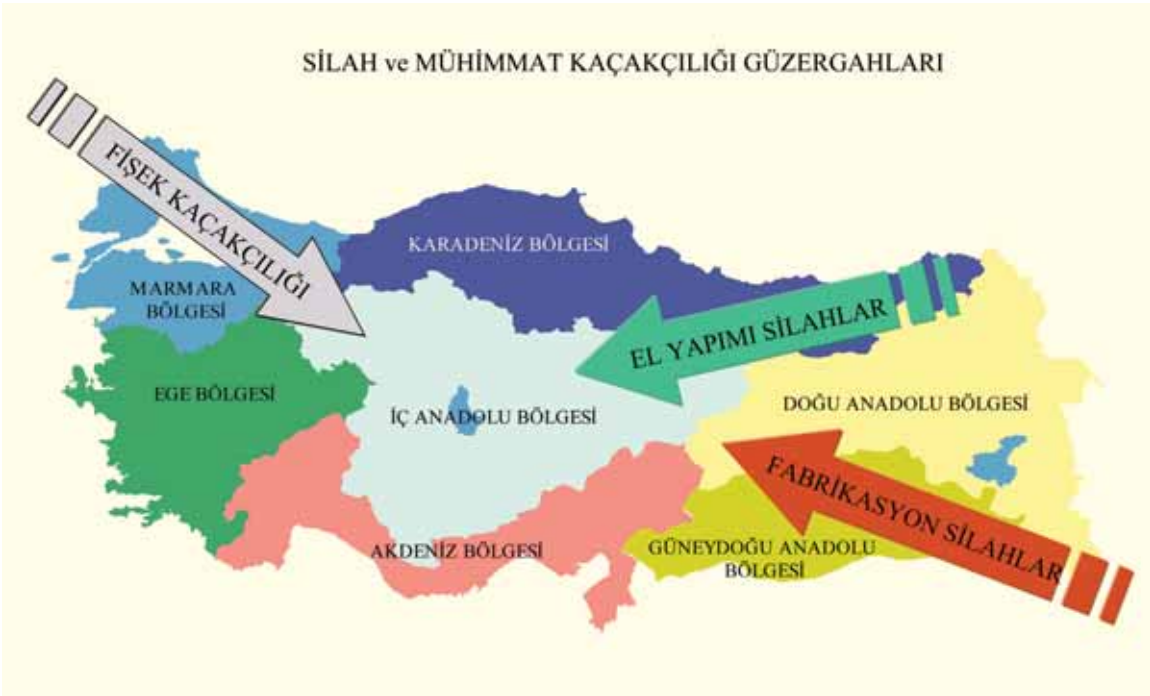 SİLAH ve MÜHİMMAT KAÇAKÇILIĞI GÜZERGAHLARI
FİŞEK KAÇAKÇILIĞI
KARADENİZ BÖLGESİ
MARMARA
BÖLGESİ
EL YAPIMI SİLAHLAR
EGE BÖLGESİ
İÇ ANADOLU BÖLGESİ
DOĞU ANADOLU BÖLGESİ
FABRİKASYON SİLAHLAR
AKDENİZ BÖLGESİ
GÜNEYDOĞU ANADOLU
BÖLGESİ